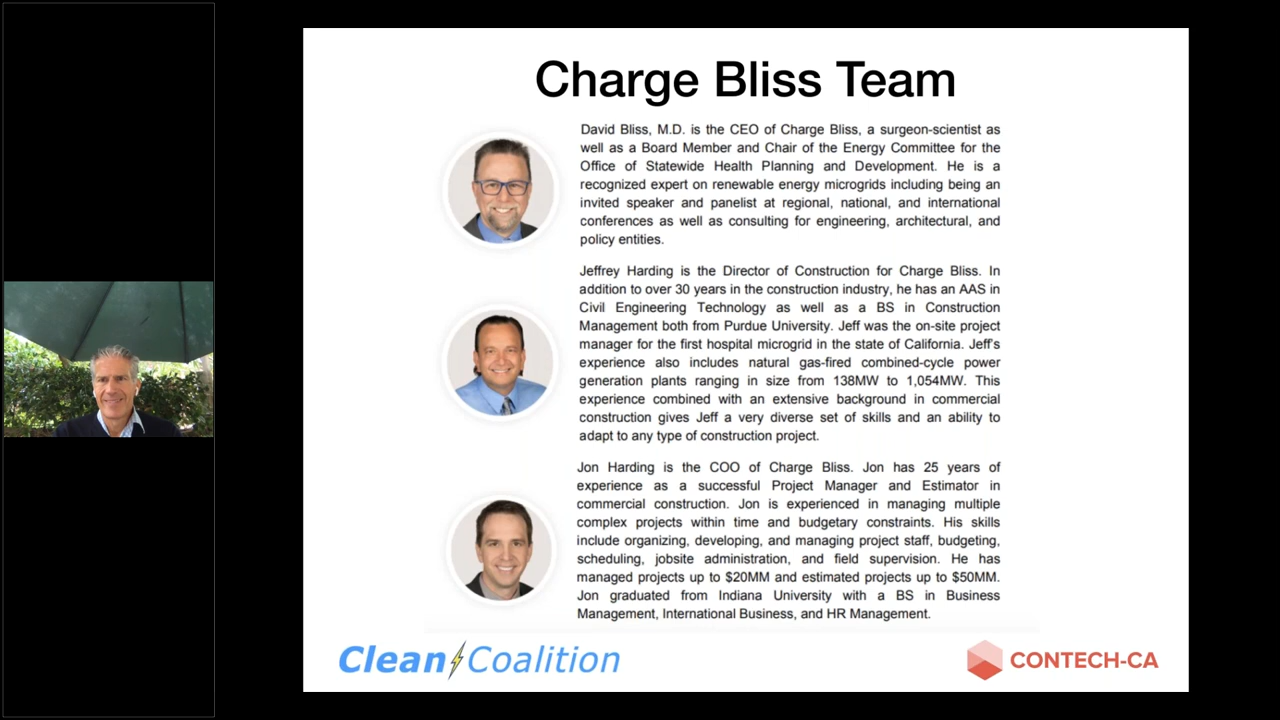 Charge Bliss Team
David Bliss, M.D. is the CEO of Charge Bliss, a surgeon-scientist as
well as a Board Member and Chair of the Energy Committee for the
Office of Statewide Health Planning and Development. He is a
recognized expert on renewable energy microgrids including being an
invited speaker and panelist at regional, national, and international
conferences as well as consulting for engineering, architectural, and
policy entities.
Jeffrey Harding is the Director of Construction for Charge Bliss. In
addition to over 30 years in the construction industry, he has an AAS in
Civil Engineering Technology as well as a BS in Construction
Management both from Purdue University. Jeff was the on-site project
manager for the first hospital microgrid in the state of California. Jeff's
experience also includes natural gas-fired combined-cycle power
generation plants ranging in size from 138MW to 1,054MW. This
experience combined with an extensive background in commercial
construction gives Jeff a very diverse set of skills and an ability to
adapt to any type of construction project.
Jon Harding is the COO of Charge Bliss. Jon has 25 years of
experience as a successful Project Manager and Estimator in
commercial construction. Jon is experienced in managing multiple
complex projects within time and budgetary constraints. His skills
include organizing, developing, and managing project staff, budgeting,
scheduling, jobsite administration, and field supervision. He has
managed projects up to $20MM and estimated projects up to $50MM.
Jon graduated from Indiana University with a BS in Business
Management, International Business, and HR Management.
Clean Coalition
CONTECH-CA